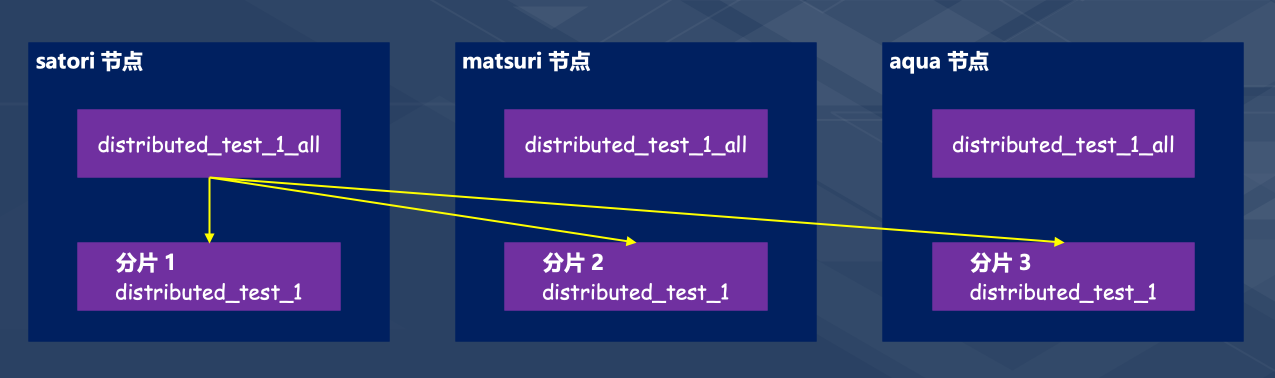 satori 节点
distributed_test_1_all
分片 1
distributed_test_1
matsuri 节点
distributed_test_1_all
分片 2
distributed_test_1
aqua 节点
distributed_test_1_all
分片 3
distributed_test_1